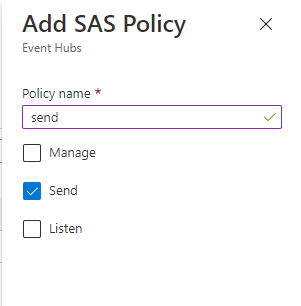 Add SAS Policy
Event Hubs
Policy name *
send
Manage
Send
Listen